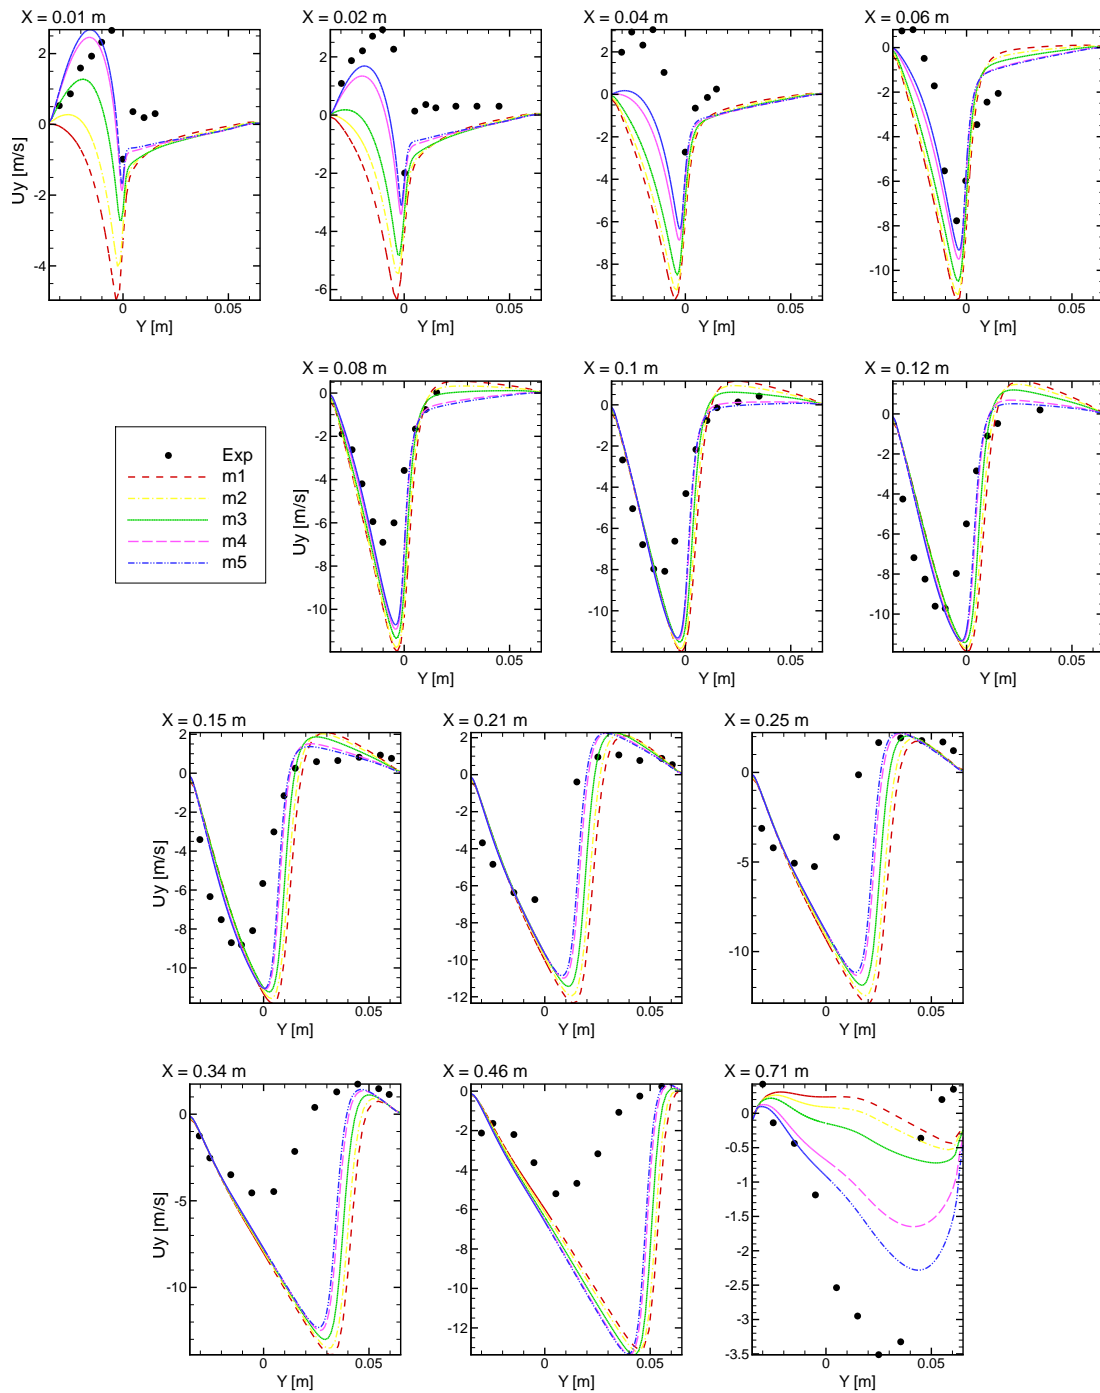 X = 0.01 m
X = 0.02 m
X = 0.04 m
X = 0.06 m
Uy [m/s]
2
0
-2
-4
0
0.05
Y [m]
2
0
-2
-4
-6
0
0.05
Y [m]
2
0
-2
-4
-6
-8
0
0.05
Y [m]
0
-2
-4
-6
-8
-10
0
0.05
Y [m]
X = 0.08 m
X = 0.1 m
X = 0.12 m
Exp
m1
m2
m3
m4
m5
Uy [m/s]
0
-2
-4
-6
-8
-10
0
0.05
Y [m]
0
-2
-4
-6
-8
-10
0
0.05
Y [m]
0
-2
-4
-6
-8
-10
0
0.05
Y [m]
X = 0.15 m
X = 0.21 m
X = 0.25 m
Uy [m/s]
2
0
-2
-4
-6
-8
-10
0
0.05
Y [m]
2
0
-2
-4
-6
-8
-10
-12
0
0.05
Y [m]
0
-5
-10
0
0.05
Y [m]
X = 0.34 m
X = 0.46 m
X = 0.71 m
Uy [m/s]
0
-5
-10
0
0.05
Y [m]
0
-2
-4
-6
-8
-10
-12
0
0.05
Y [m]
0
-0.5
-1
-1.5
-2
-2.5
-3
-3.5
0
0.05
Y [m]